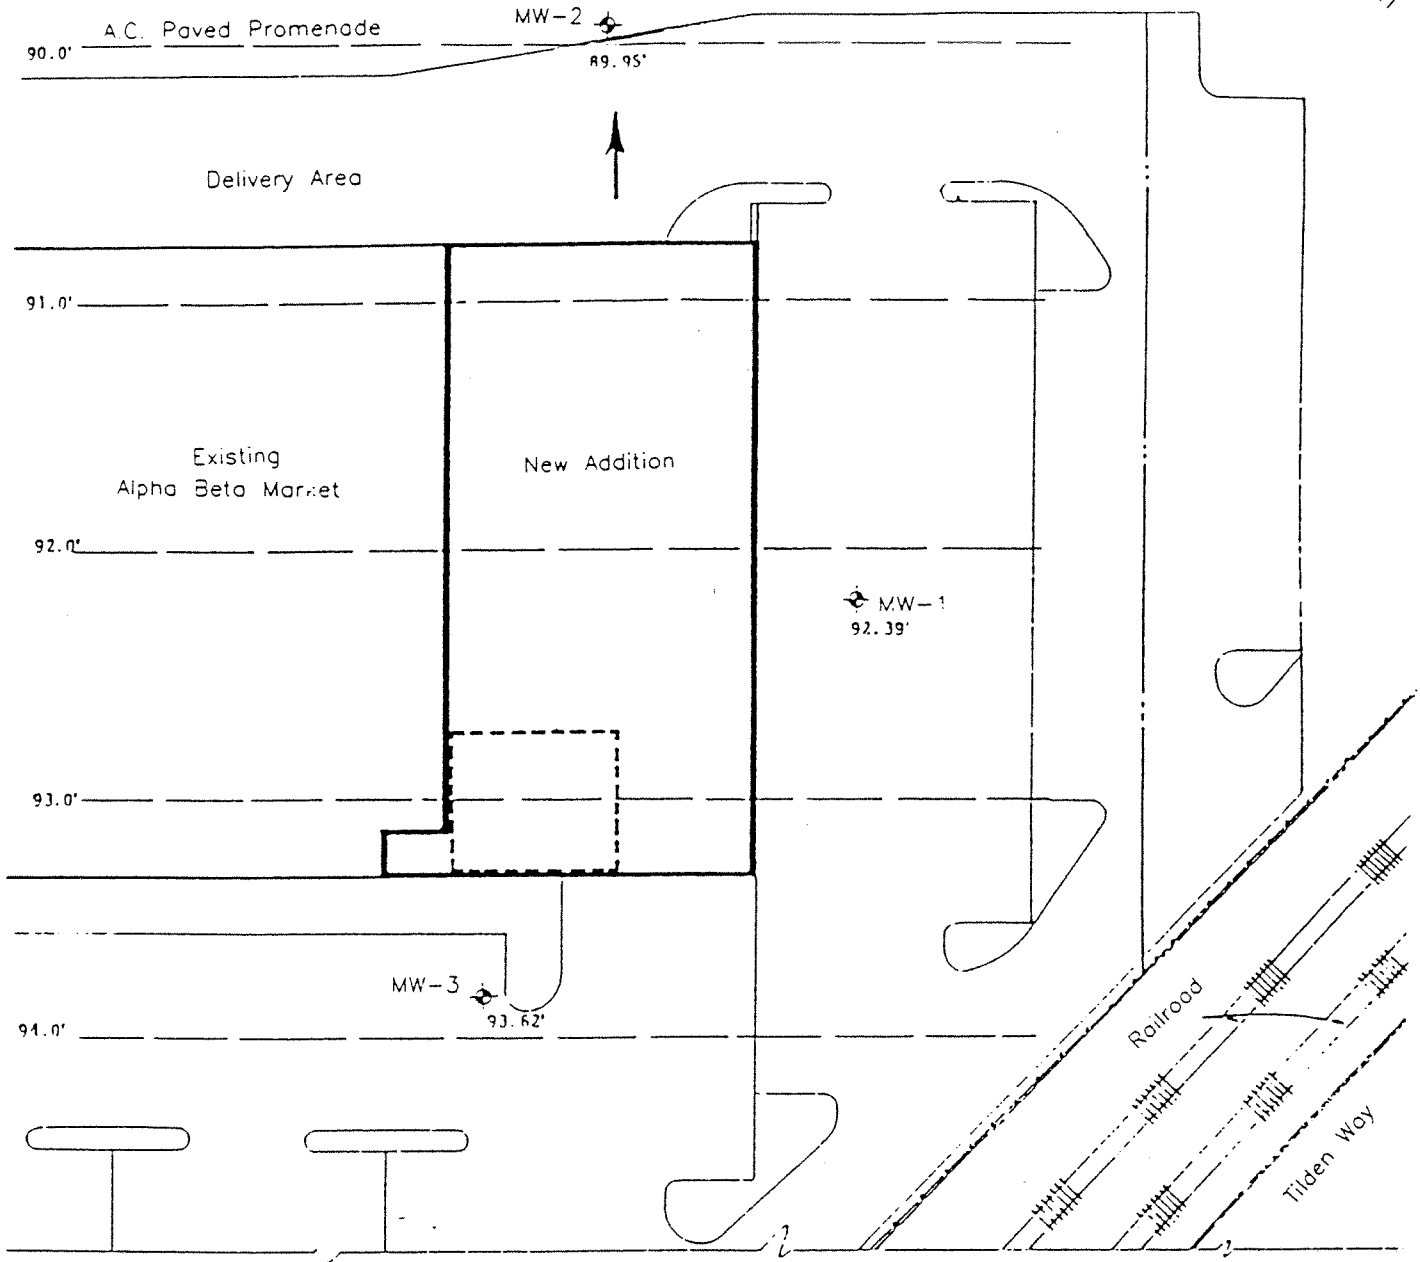 A.C. Paved Promenade
MW-2
90.0'
89.95'
Delivery Area
91.0'
Existing
Alpha Beta Market
New Addition
92.0'
MW-1
92.39'
93.0'
MW-3
93.62'
94.0'
Railroad
Tilden Way